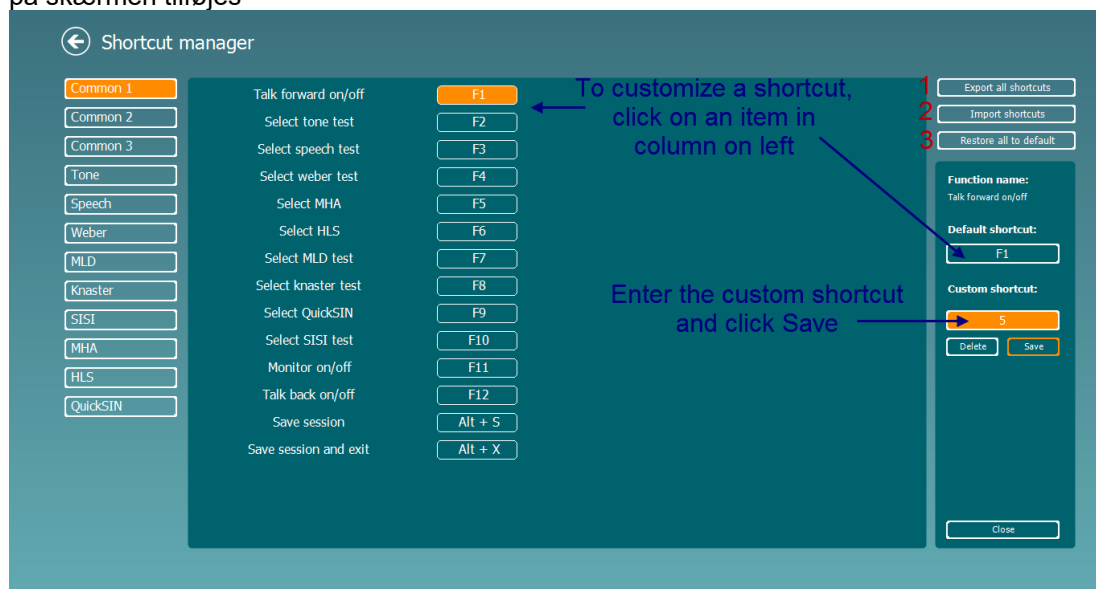 på skærmen tilføjes
Shortcut manager
Common 1
Common 2
Common 3
Tone
Speech
Weber
MLD
Knaster
SISI
MHA
HLS
QuickSIN
Talk forward on/off F1
Select tone test F2
Select speech test F3
Select weber test F4
Select MHA F5
Select HLS F6
Select MLD test F7
Select knaster test F8
Select QuickSIN F9
Select SISI test F10
Monitor on/off F11
Talk back on/off F12
Save session Alt + S
Save session and exit Alt + X
To customize a shortcut,
click on an item in
column on left
Enter the custom shortcut
and click Save
1 Export all shortcuts
2 Import shortcuts
3 Restore all to default
Function name:
Talk forward on/off
Default shortcut:
F1
Custom shortcut:
5
Delete Save
Close